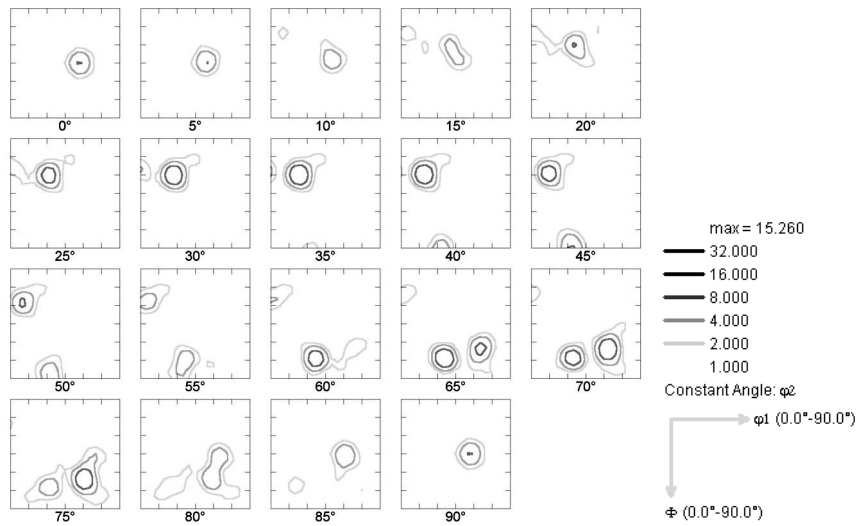 0° 5° 10° 15° 20°
25° 30° 35° 40° 45°
50° 55° 60° 65° 70°
75° 80° 85° 90°
max = 15.260
32.000
16.000
8.000
4.000
2.000
1.000
Constant Angle: φ2
φ1 (0.0°-90.0°)
Φ (0.0°-90.0°)